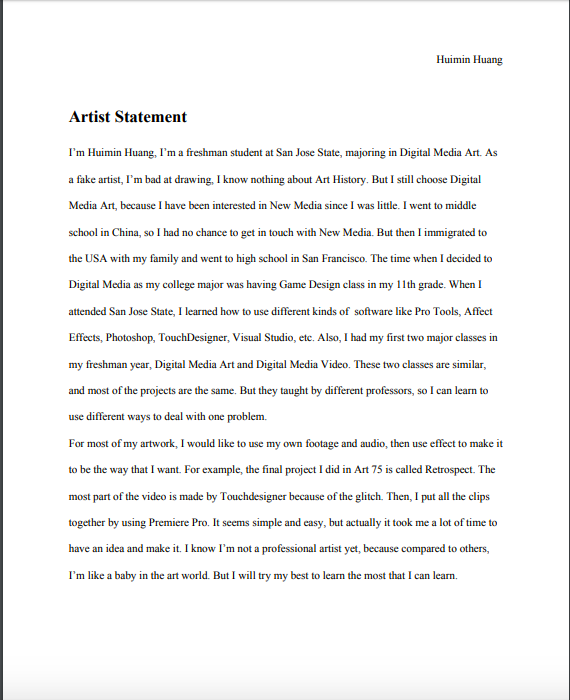 Huimin Huang
Artist Statement
I'm Huimin Huang, I'm a freshman student at San Jose State, majoring in Digital Media Art. As
a fake artist, I'm bad at drawing, I know nothing about Art History. But I still choose Digital
Media Art, because I have been interested in New Media since I was little. I went to middle
school in China, so I had no chance to get in touch with New Media. But then I immigrated to
the USA with my family and went to high school in San Francisco. The time when I decided to
Digital Media as my college major was having Game Design class in my 11th grade. When I
attended San Jose State, I learned how to use different kinds of  software like Pro Tools, Affect
Effects, Photoshop, TouchDesigner, Visual Studio, etc. Also, I had my first two major classes in
my freshman year, Digital Media Art and Digital Media Video. These two classes are similar,
and most of the projects are the same. But they taught by different professors, so I can learn to
use different ways to deal with one problem.
For most of my artwork, I would like to use my own footage and audio, then use effect to make it
to be the way that I want. For example, the final project I did in Art 75 is called Retrospect. The
most part of the video is made by Touchdesigner because of the glitch. Then, I put all the clips
together by using Premiere Pro. It seems simple and easy, but actually it took me a lot of time to
have an idea and make it. I know I'm not a professional artist yet, because compared to others,
I'm like a baby in the art world. But I will try my best to learn the most that I can learn.